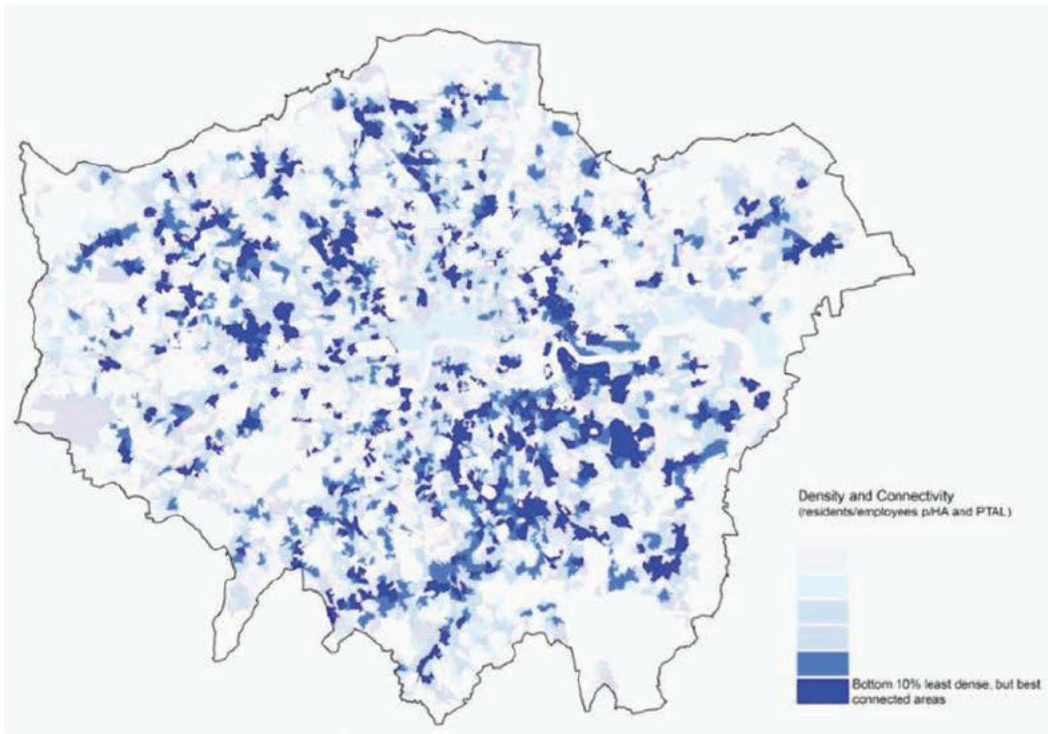 Density and Connectivity
(residents/employees p/HA and PTAL)
Bottom 10% least dense, but best
connected areas